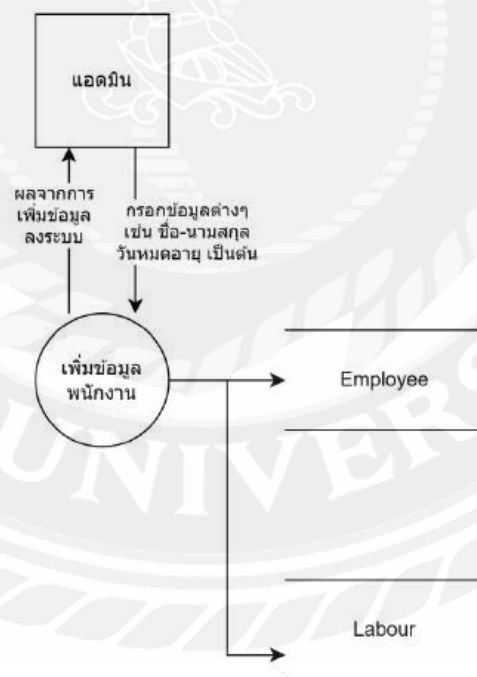 แอดมิน
ผลจากการ
เพิ่มข้อมูล
ลงระบบ
กรอกข้อมูลต่างๆ
เช่น ชื่อ-นามสกุล
วันหมดอายุ เป็นต้น
เพิ่มข้อมูล
พนักงาน
Employee
Labour
UNIVERS